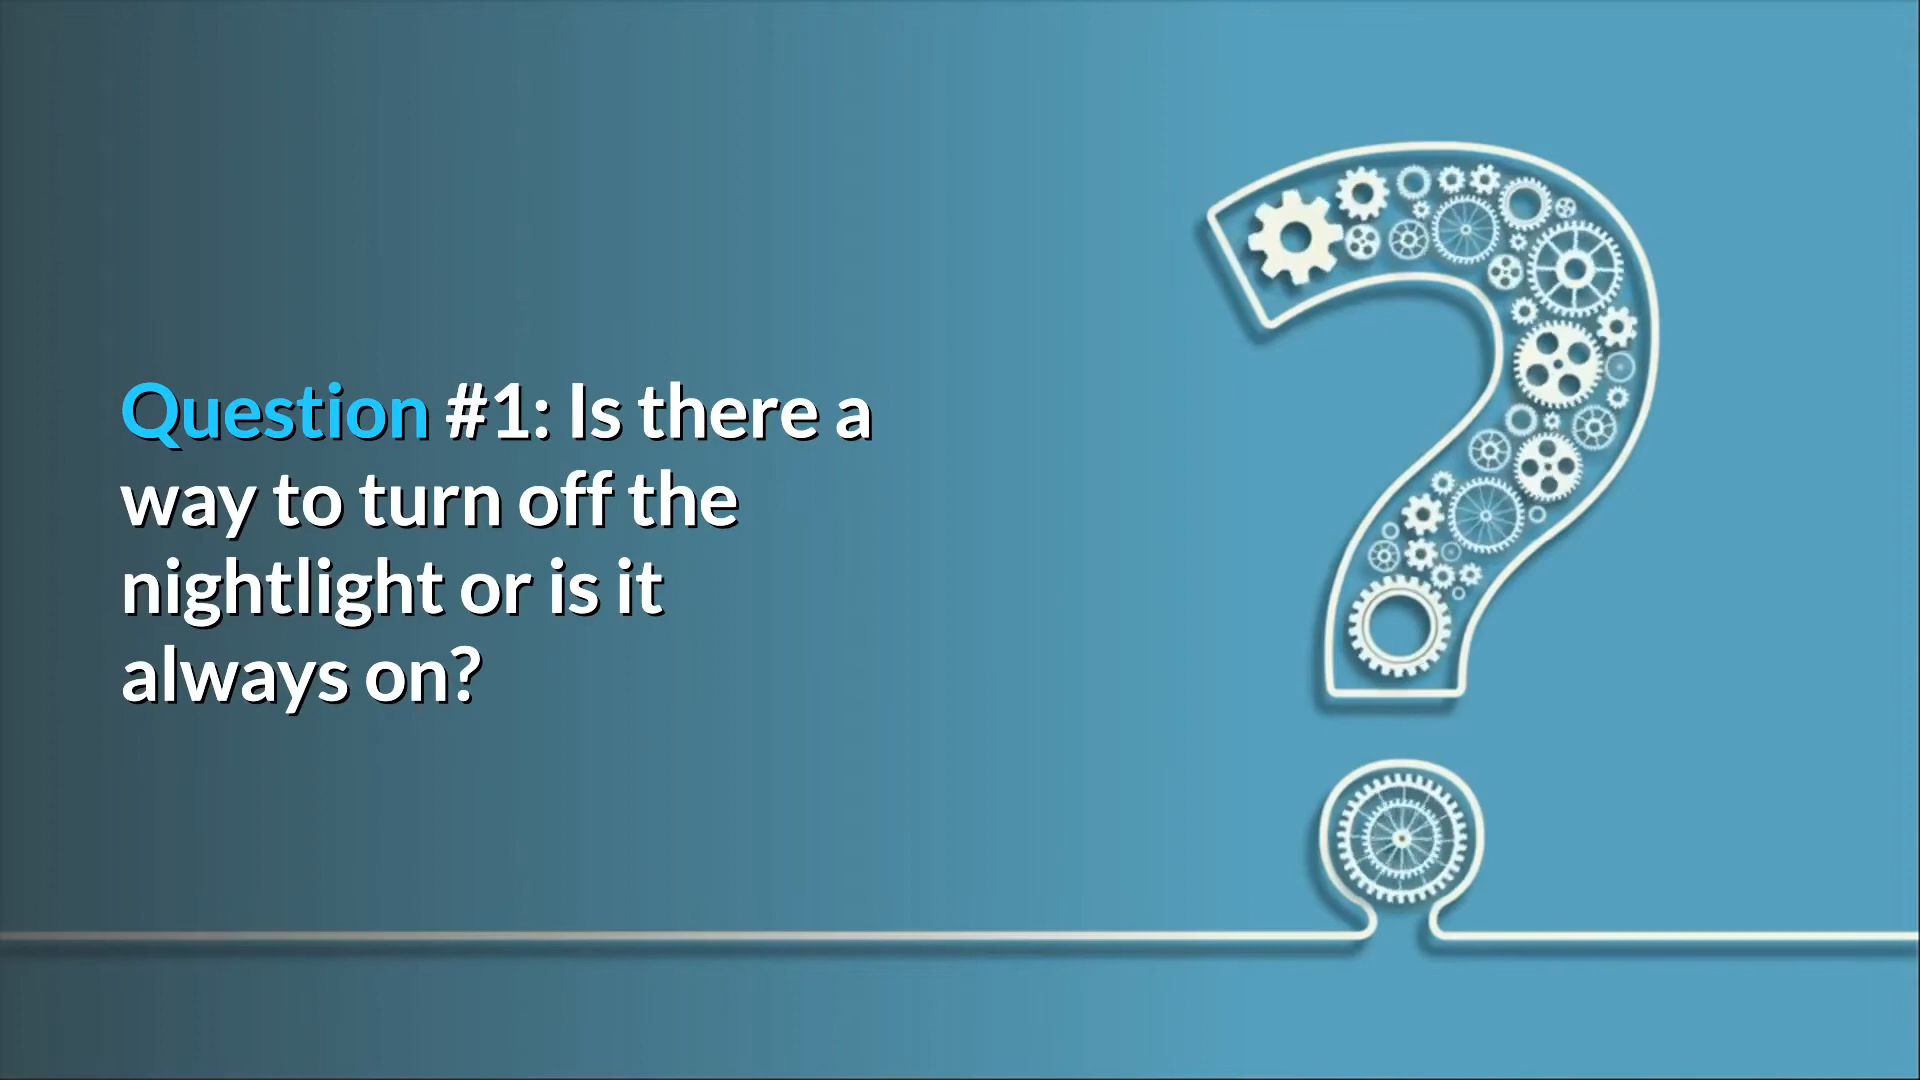 Question #1: Is there a
way to turn off the
nightlight or is it
always on?